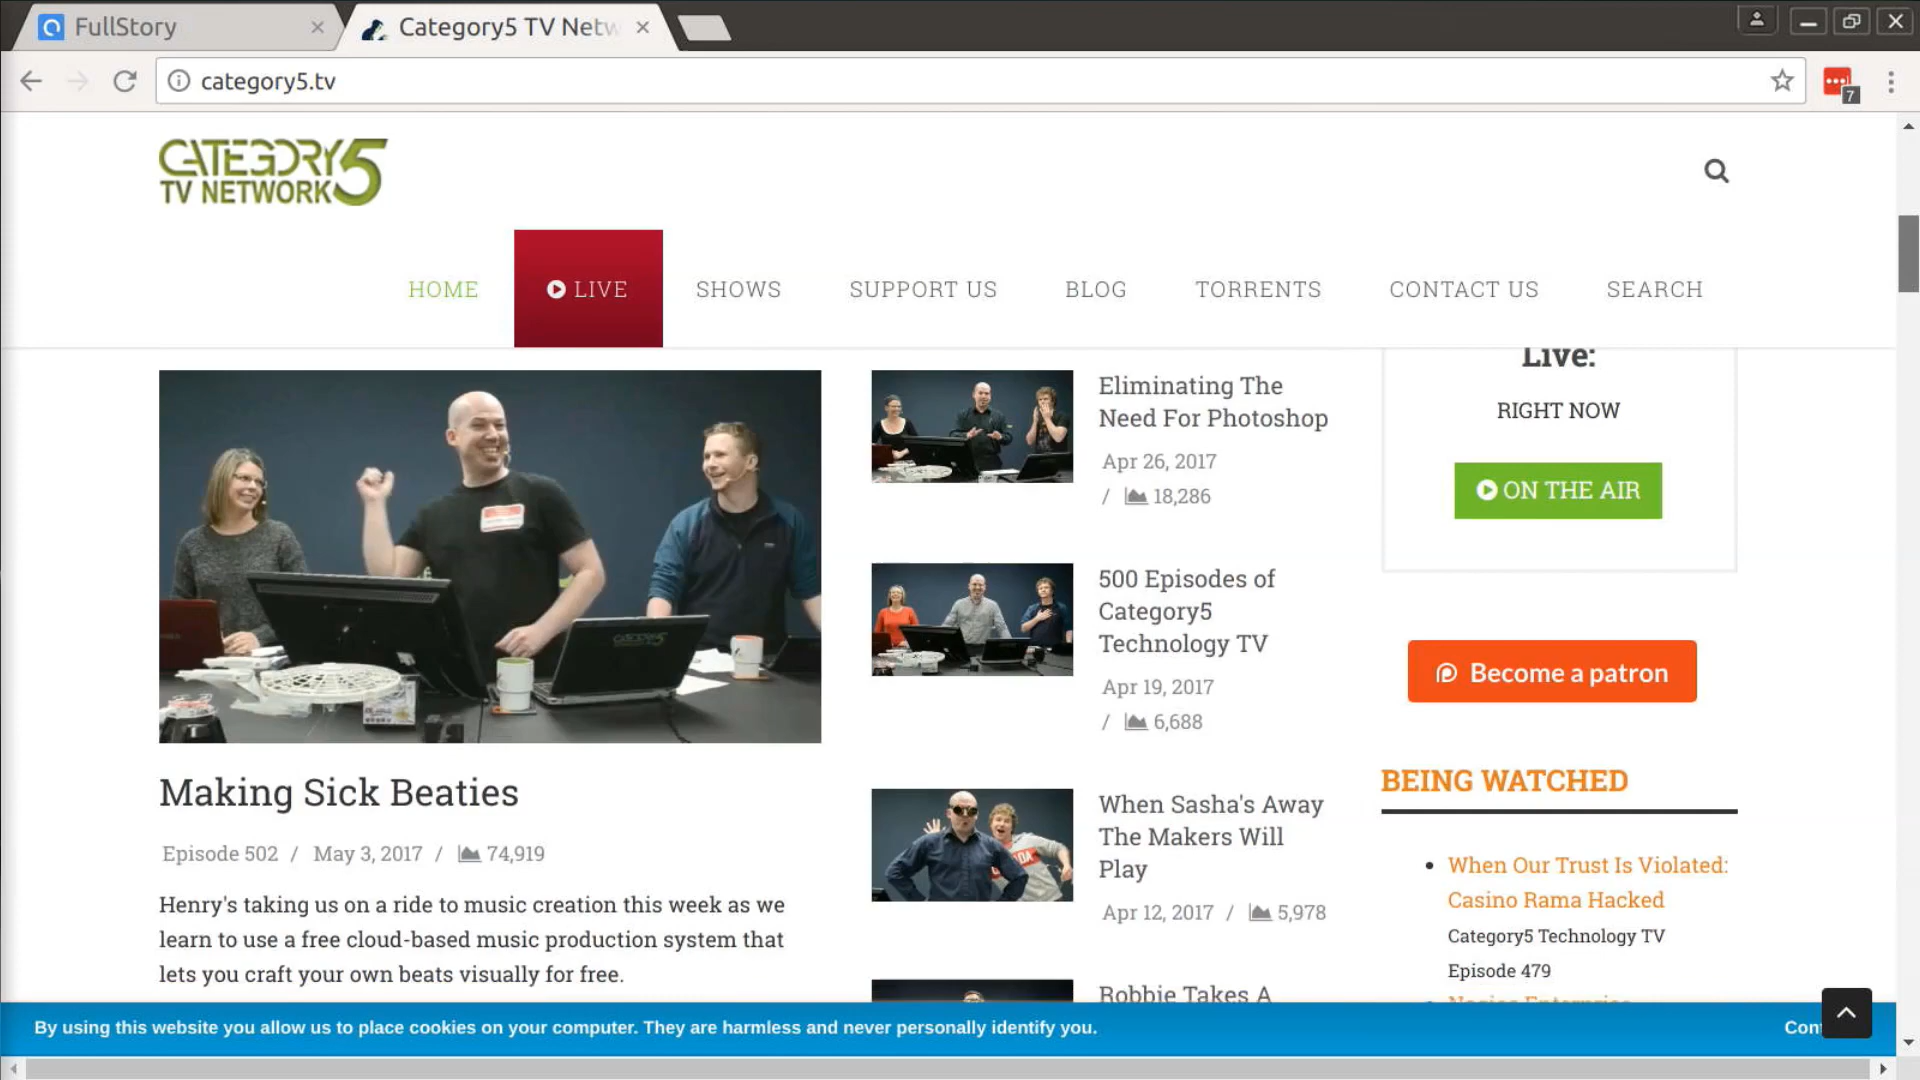 FullStory
Category5 TV Netw
category5.tv
7
CATEGORY5
TV NETWORK
HOME
LIVE
SHOWS
SUPPORT US
BLOG
TORRENTS
CONTACT US
SEARCH
Making Sick Beaties
Episode 502 / May 3, 2017 / 74,919
Henry's taking us on a ride to music creation this week as we
learn to use a free cloud-based music production system that
lets you craft your own beats visually for free.
Eliminating The
Need For Photoshop
Apr 26, 2017
/ 18,286
500 Episodes of
Category5
Technology TV
Apr 19, 2017
/ 6,688
When Sasha's Away
The Makers Will
Play
Apr 12, 2017 / 5,978
Robbie Takes A
Live:
RIGHT NOW
ON THE AIR
Become a patron
BEING WATCHED
When Our Trust Is Violated:
Casino Rama Hacked
Category5 Technology TV
Episode 479
By using this website you allow us to place cookies on your computer. They are harmless and never personally identify you.
Con